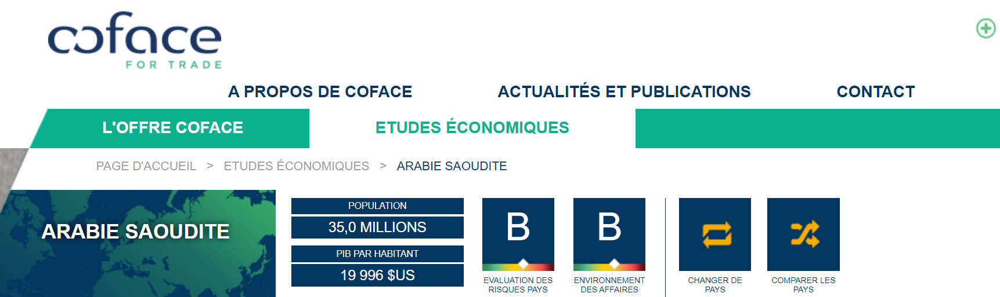 coface
FOR TRADE
A PROPOS DE COFACE
ACTUALITÉS ET PUBLICATIONS
CONTACT
L'OFFRE COFACE
ETUDES ÉCONOMIQUES
PAGE D'ACCUEIL > ETUDES ÉCONOMIQUES > ARABIE SAOUDITE
ARABIE SAOUDITE
POPULATION
35,0 MILLIONS
PIB PAR HABITANT
19 996 $US
B
EVALUATION DES
RISQUES PAYS
B
ENVIRONNEMENT
DES AFFAIRES
CHANGER DE
PAYS
COMPARER LES
PAYS